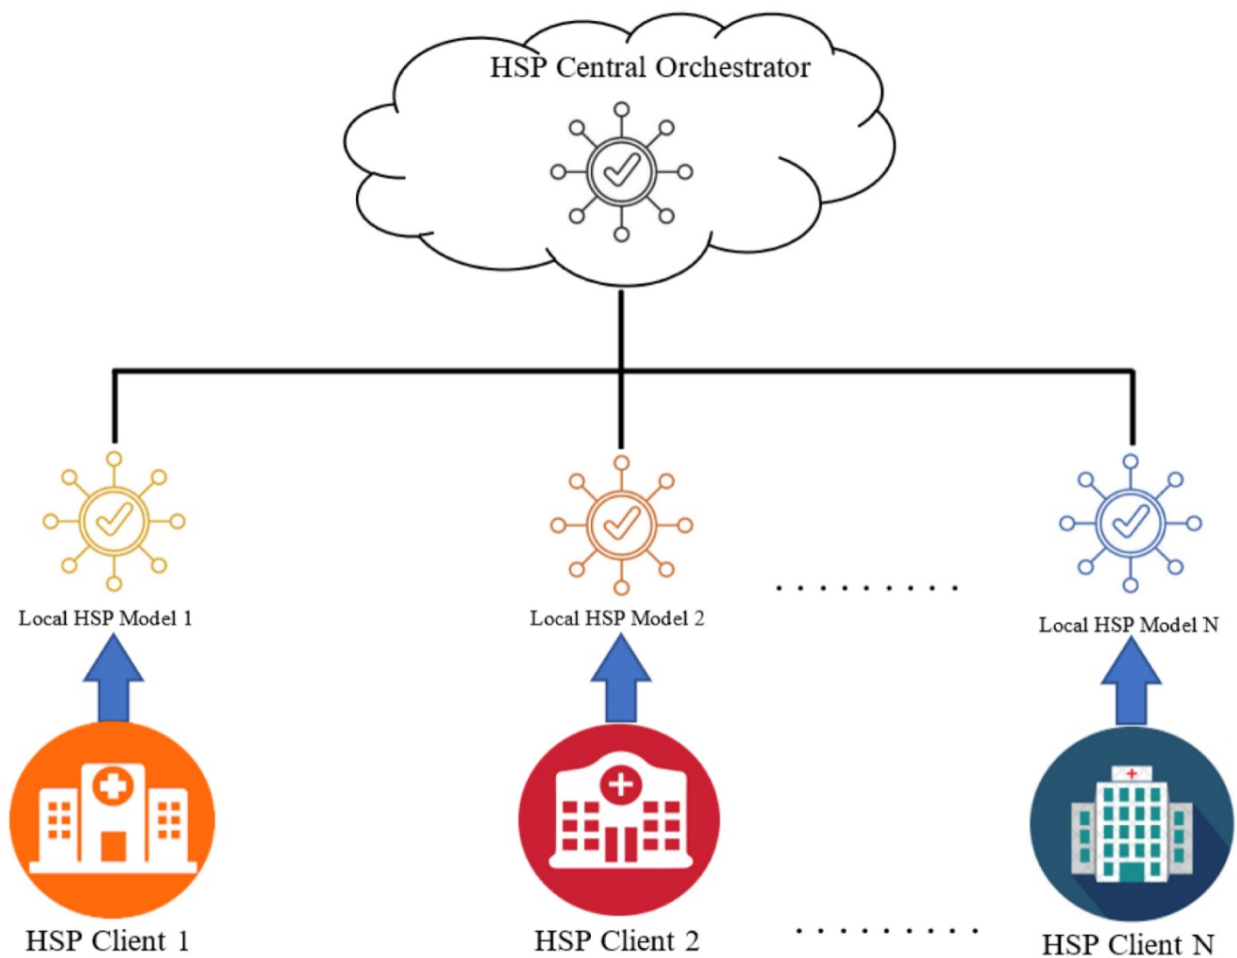 HSP Central Orchestrator
Local HSP Model 1
Local HSP Model 2
.........
Local HSP Model N
HSP Client 1
HSP Client 2
.........
HSP Client N